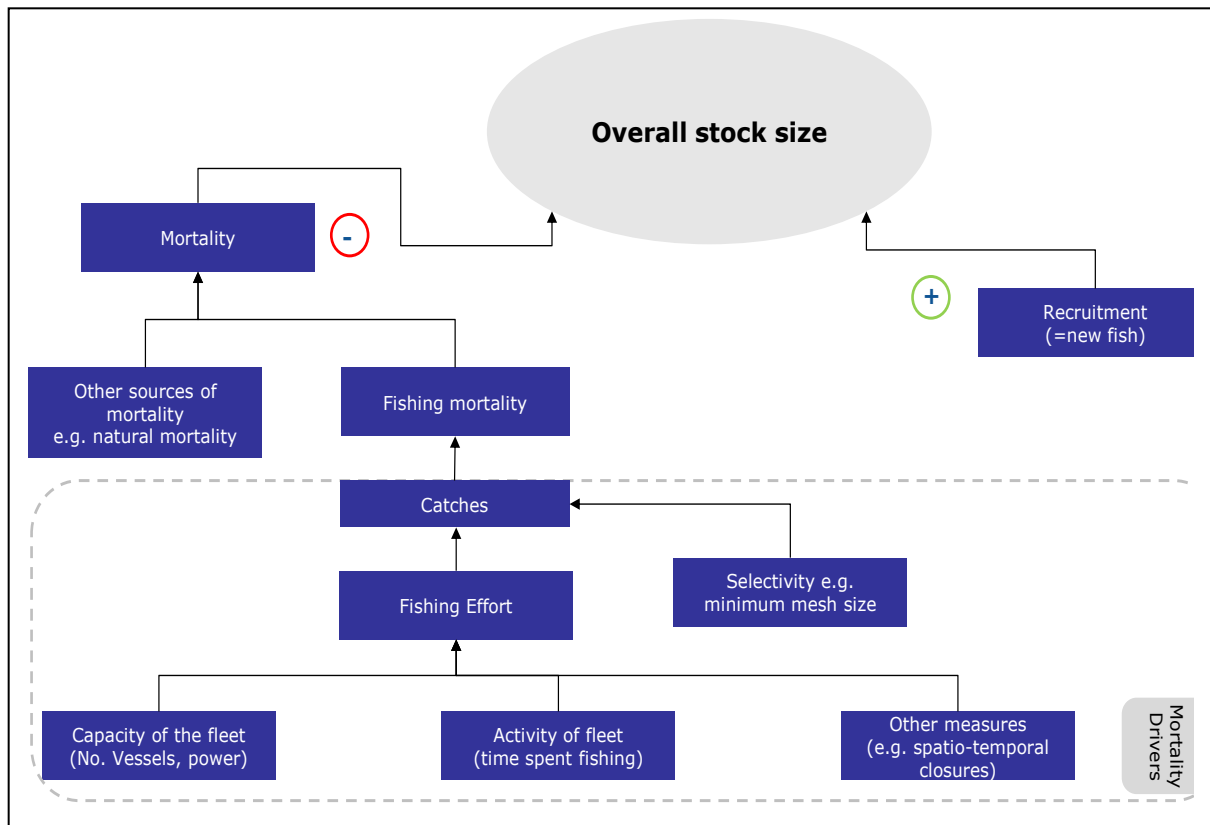 Overall stock size
Mortality
-
+
Recruitment
(=new fish)
Other sources of
mortality
e.g. natural mortality
Fishing mortality
Catches
Selectivity e.g.
minimum mesh size
Fishing Effort
Capacity of the fleet
(No. Vessels, power)
Activity of fleet
(time spent fishing)
Other measures
(e.g. spatio-temporal
closures)
Mortality
Drivers